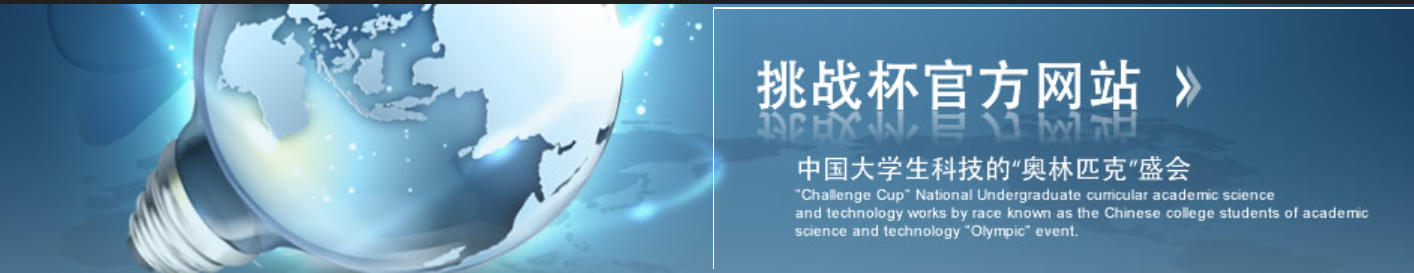 挑战杯官方网站
中国大学生科技的“奥林匹克”盛会
"Challenge Cup" National Undergraduate curricular academic science
and technology works by race known as the Chinese college students of academic
science and technology "Olympic" event.